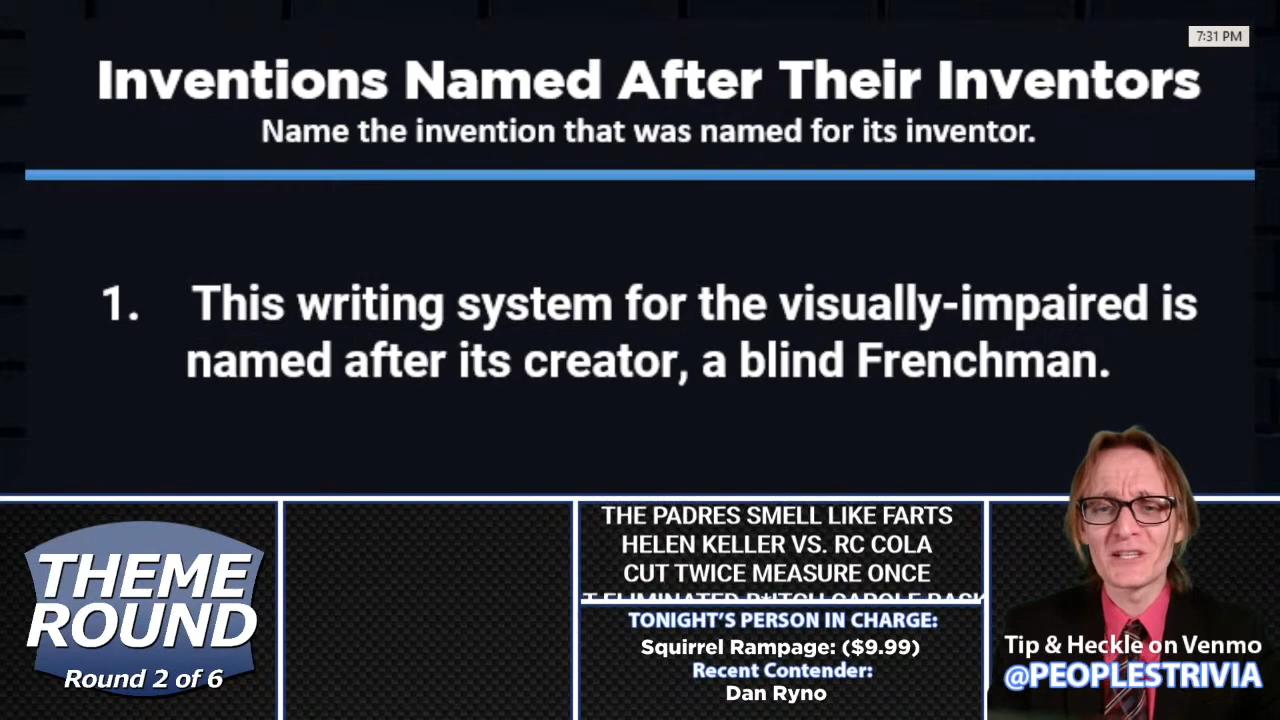 7:31 PM
Inventions Named After Their Inventors
Name the invention that was named for its inventor.
1. This writing system for the visually-impaired is
named after its creator, a blind Frenchman.
THEME
ROUND
Round 2 of 6
THE PADRES SMELL LIKE FARTS
HELEN KELLER VS. RC COLA
CUT TWICE MEASURE ONCE
TONIGHT'S PERSON IN CHARGE:
Squirrel Rampage: ($9.99)
Recent Contender:
Dan Ryno
Tip & Heckle on Venmo
@PEOPLESTRIVIA